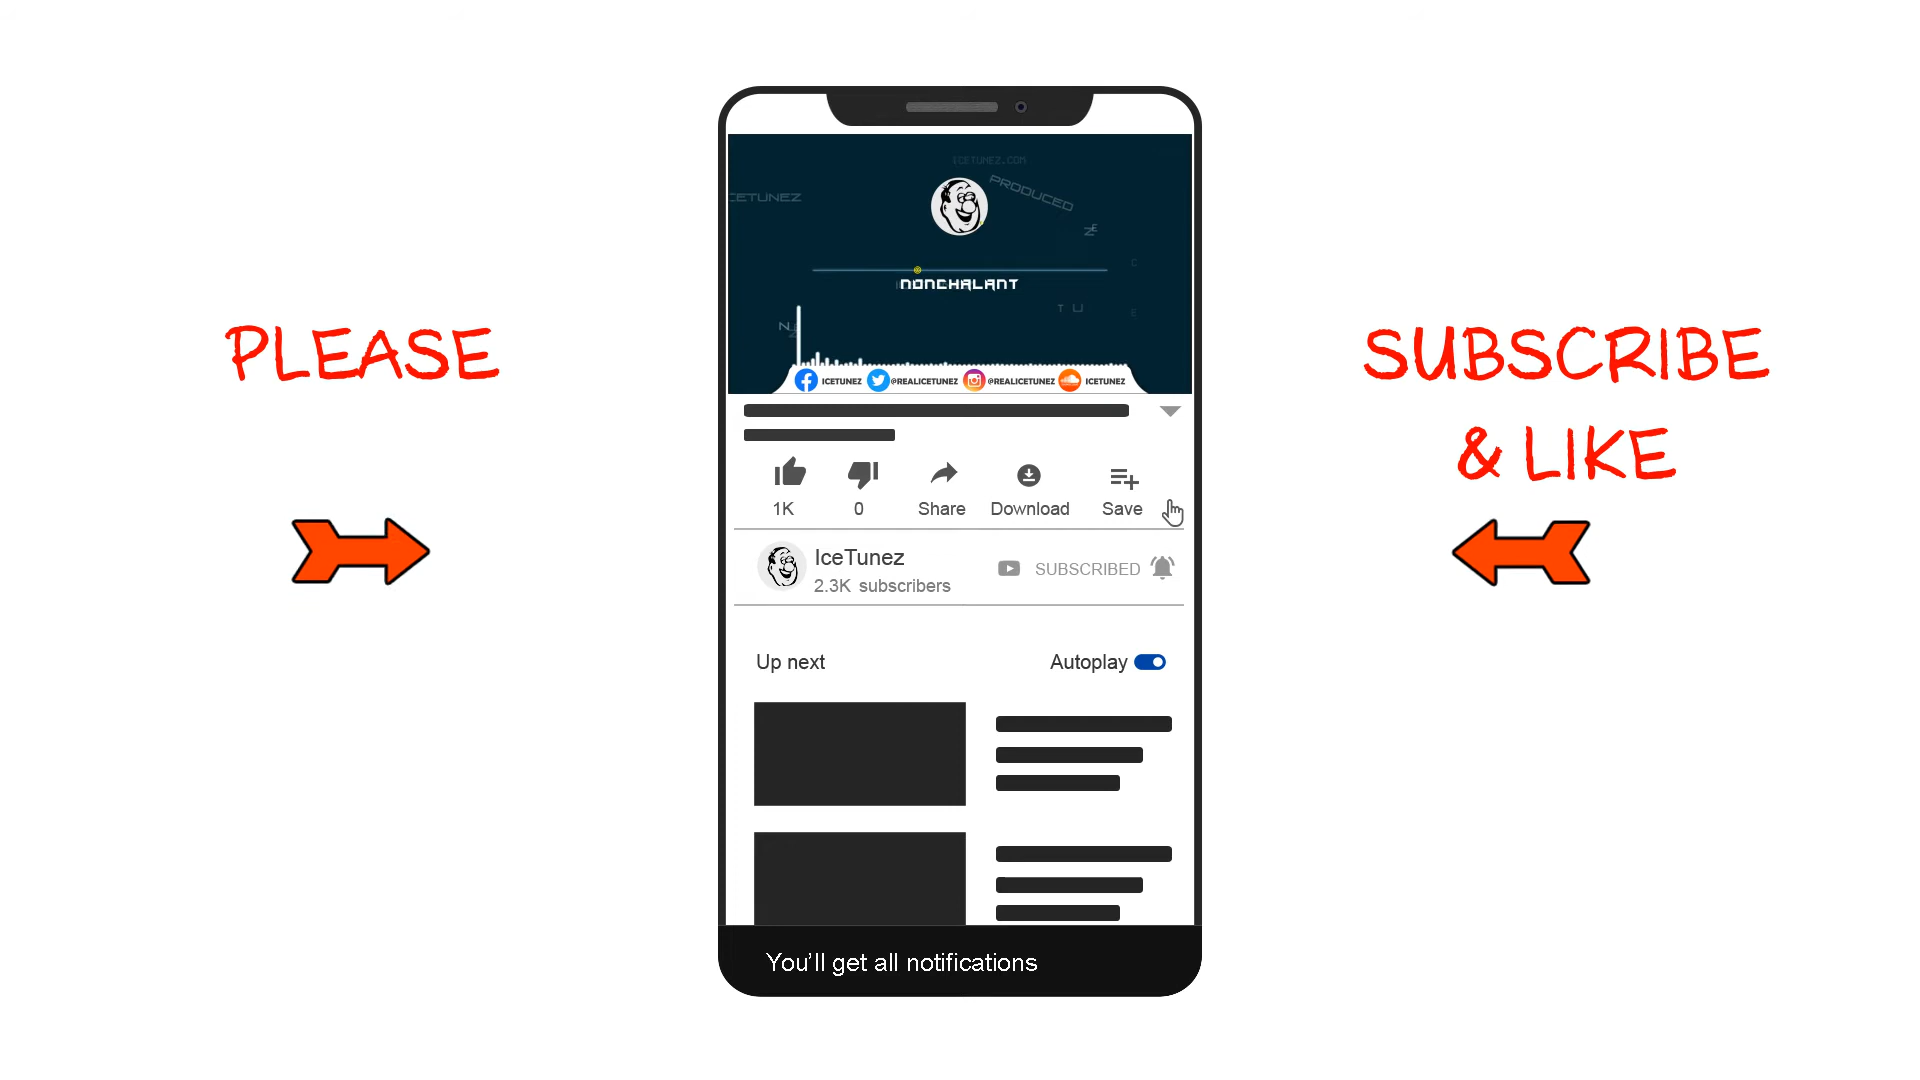 PLEASE
SUBSCRIBE
& LIKE
ICETUNEZ.COM
PRODUCED
ICETUNEZ
NONCHALANT
ICETUNEZ @REALICETUNEZ @REALICETUNEZ ICETUNEZ
1K 0 Share Download Save
IceTunez
2.3K subscribers
SUBSCRIBED
Up next
Autoplay
You'll get all notifications